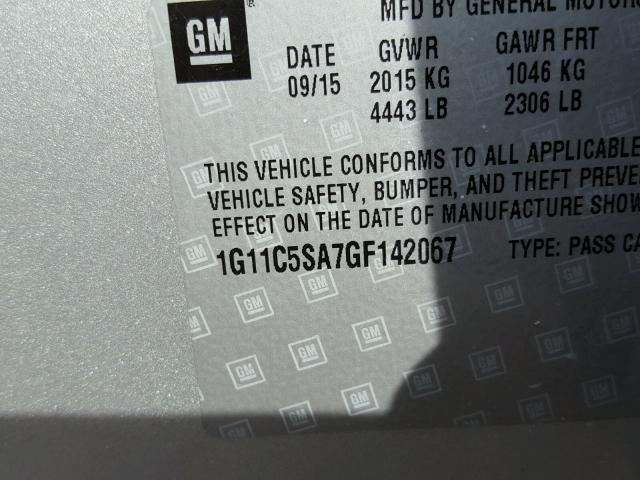 GM
MFD BY GENERAL MOTORS
DATE GVWR GAWR FRT
09/15 2015 KG 1046 KG
4443 LB 2306 LB
THIS VEHICLE CONFORMS TO ALL APPLICABLE
VEHICLE SAFETY, BUMPER, AND THEFT PREVE
EFFECT ON THE DATE OF MANUFACTURE SHOW
1G11C5SA7GF142067 TYPE: PASS CA